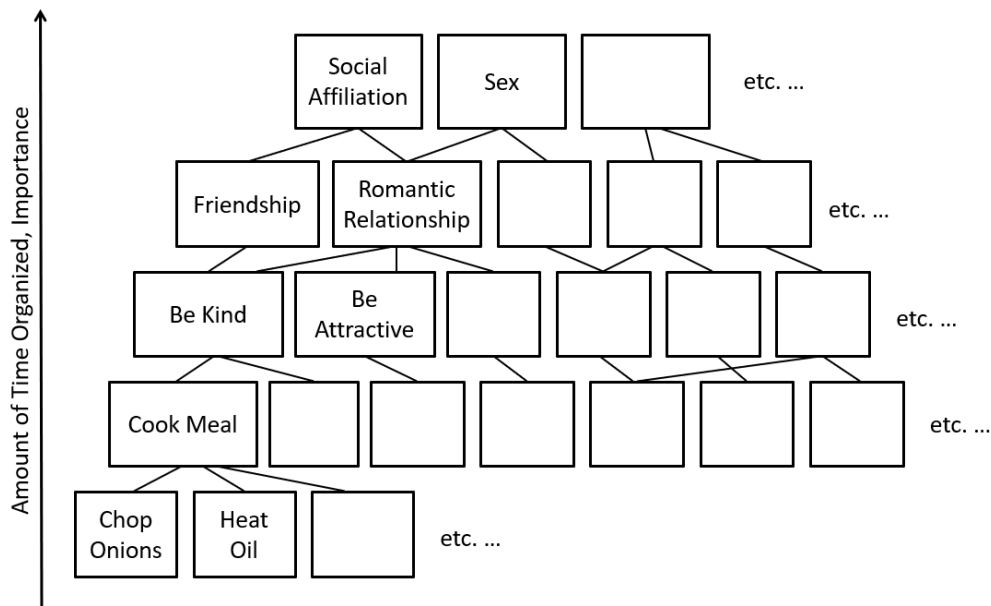 Amount of Time Organized, Importance
Social
Affiliation
Sex
etc. ...
Friendship
Romantic
Relationship
etc. ...
Be Kind
Be
Attractive
etc. ...
Cook Meal
etc. ...
Chop
Onions
Heat
Oil
etc. ...